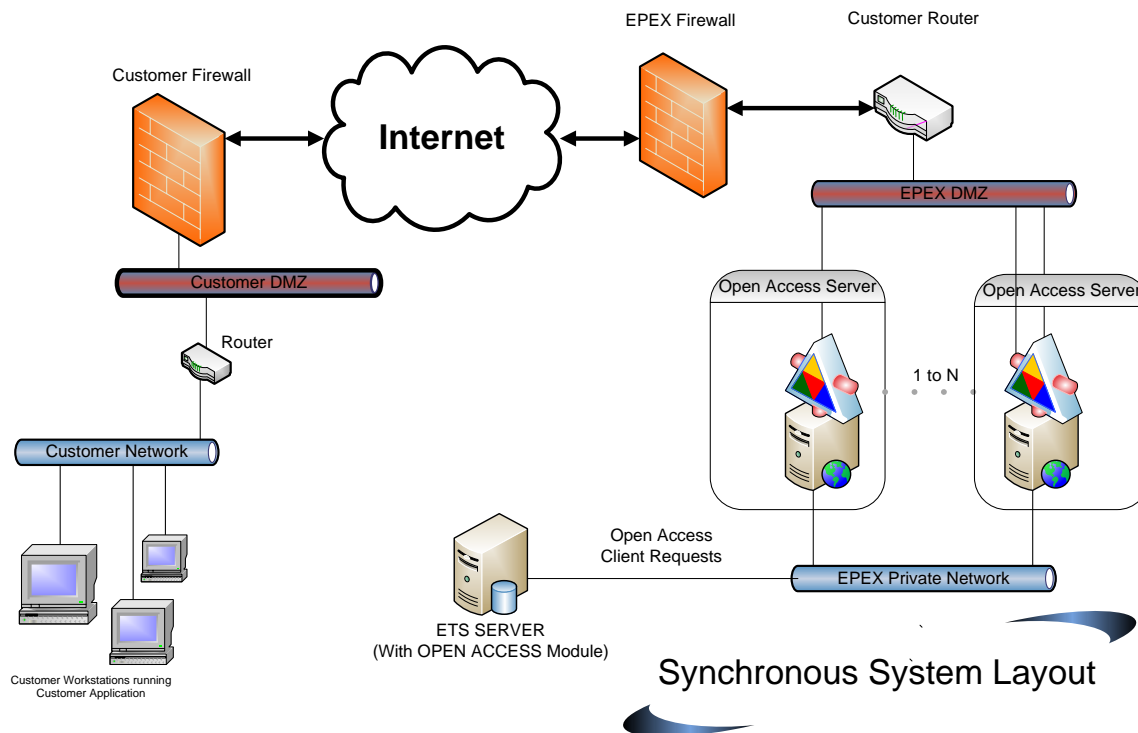 EPEX Firewall
Customer Router
Customer Firewall
Internet
EPEX DMZ
Customer DMZ
Open Access Server
Open Access Server
Router
1 to N
Customer Network
Open Access
Client Requests
EPEX Private Network
ETS SERVER
(With OPEN ACCESS Module)
Customer Workstations running
Customer Application
Synchronous System Layout